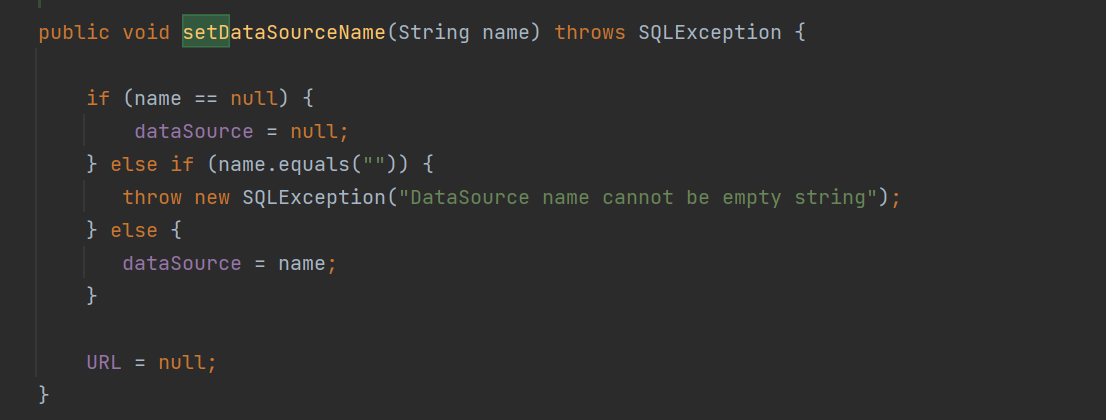 public void setDataSourceName(String name) throws SQLException {
if (name == null) {
dataSource = null;
} else if (name.equals("")) {
throw new SQLException("DataSource name cannot be empty string");
} else {
dataSource = name;
}
URL = null;
}